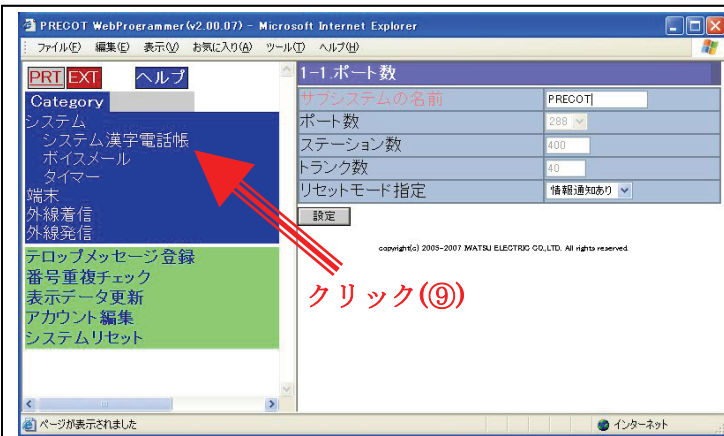 PRECOT WebProgrammer(v2.00.07) - Microsoft Internet Explorer
ファイル(F) 編集(E) 表示(V) お気に入り(A) ツール(T) ヘルプ(H)
PRT EXT ヘルプ
Category
システム
システム漢字電話帳
ボイスメール
タイマー
端末
外線着信
外線発信
テロップメッセージ登録
番号重複チェック
表示データ更新
アカウント編集
システムリセット
1-1.ポート数
サブシステムの名前 PRECOT
ポート数 288
ステーション数 400
トランク数 40
リセットモード指定 情報通知あり
設定
copyright(c) 2005-2007 IWATSU ELECTRIC CO.,LTD. All rights reserved.
クリック(⑨)
ページが表示されました
インターネット